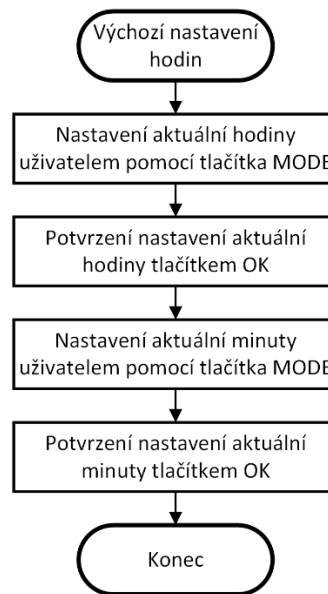 Výchozí nastavení
hodin
Nastavení aktuální hodiny
uživatelem pomocí tlačítka MODE
Potvrzení nastavení aktuální
hodiny tlačítkem OK
Nastavení aktuální minuty
uživatelem pomocí tlačítka MODE
Potvrzení nastavení aktuální
minuty tlačítkem OK
Konec